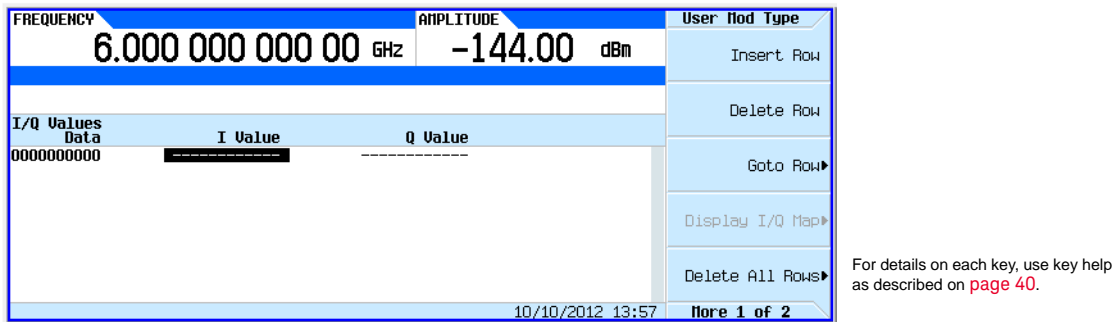 FREQUENCY
AMPLITUDE
6.000 000 000 00 GHz
-144.00 dBm
I/Q Values
Data I Value Q Value
0000000000 ------------ ------------
10/10/2012 13:57
User Mod Type
Insert Row
Delete Row
Goto Row
Display I/Q Map
Delete All Rows
More 1 of 2
For details on each key, use key help
as described on page 40.